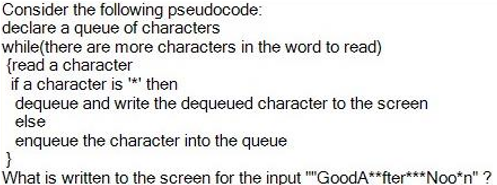 Consider the following pseudocode:
declare a queue of characters
while(there are more characters in the word to read)
{read a character
if a character is '*' then
dequeue and write the dequeued character to the screen
else
enqueue the character into the queue
}
What is written to the screen for the input ""GoodA**fter***Noo*n" ?